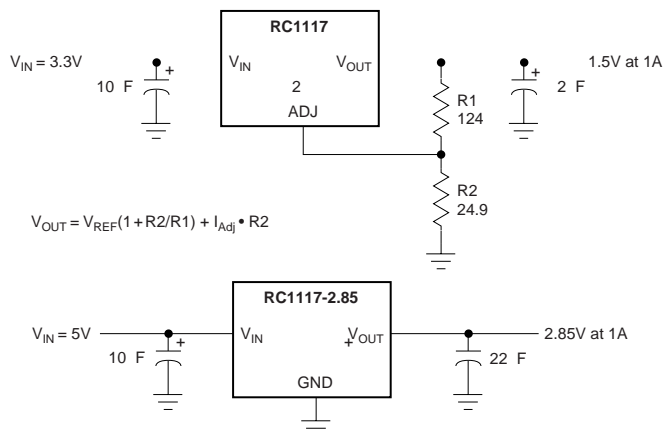 RC1117
V_IN = 3.3V
V_IN
V_OUT
1.5V at 1A
10 F
+
2
ADJ
R1
124
+
2 F
R2
24.9
V_OUT = V_REF(1 + R2/R1) + I_Adj • R2
RC1117-2.85
V_IN = 5V
V_IN
+V_OUT
2.85V at 1A
10 F
+
GND
22 F